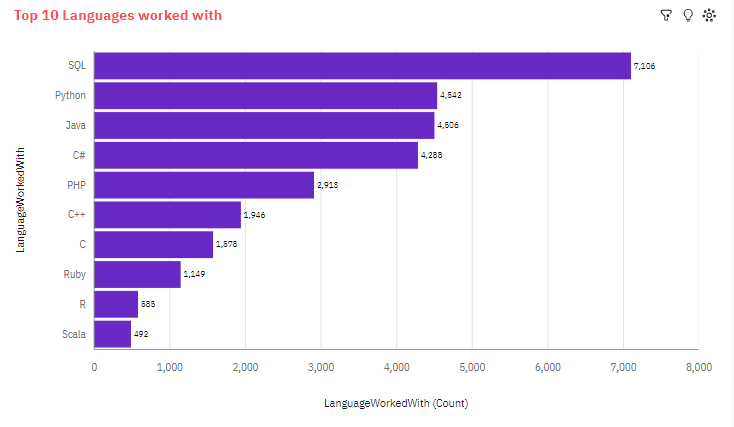 Top 10 Languages worked with
LanguageWorkedWith
SQL 7,106
Python 4,542
Java 4,506
C# 4,288
PHP 2,913
C++ 1,946
C 1,578
Ruby 1,149
R 585
Scala 492
0 1,000 2,000 3,000 4,000 5,000 6,000 7,000 8,000
LanguageWorkedWith (Count)